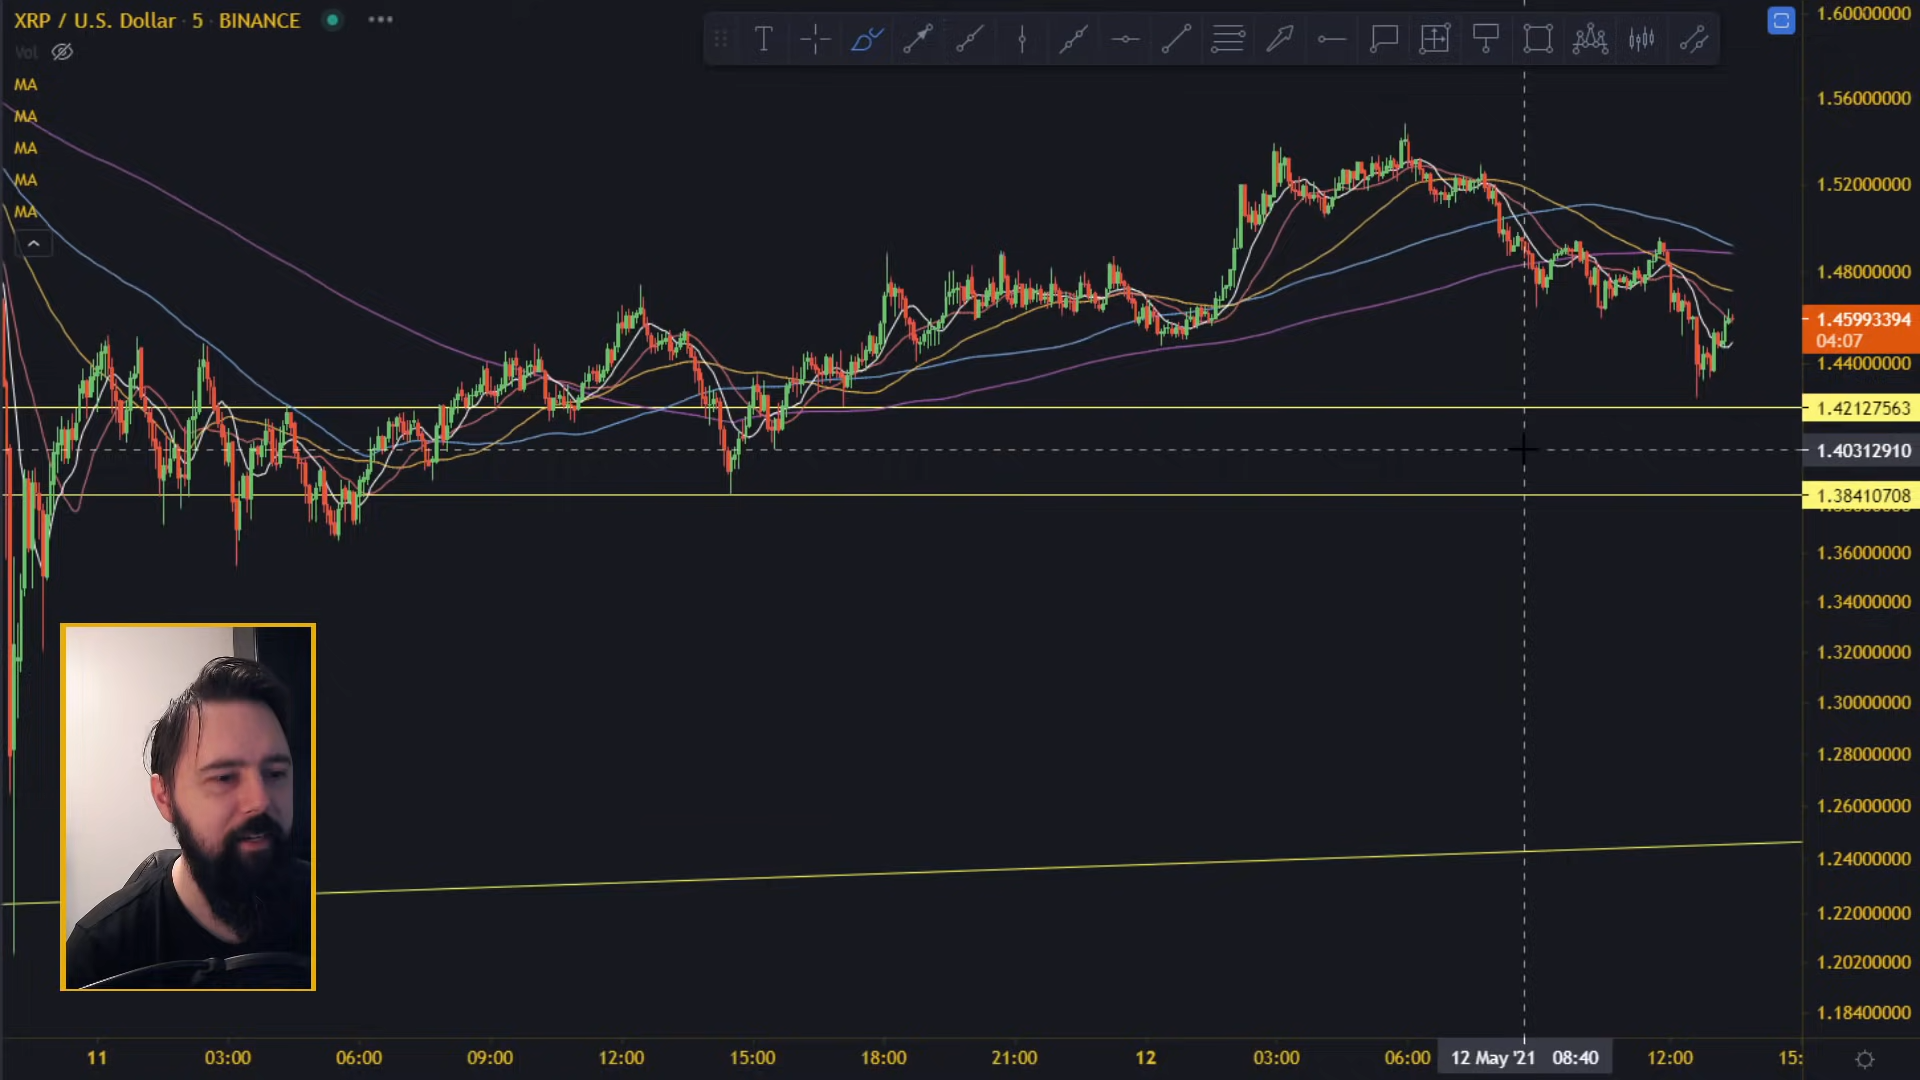 XRP / U.S. Dollar · 5 · BINANCE
Vol
MA
MA
MA
MA
MA
T
1.60000000
1.56000000
1.52000000
1.48000000
1.45993394
04:07
1.44000000
1.42127563
1.40312910
1.38410708
1.36000000
1.34000000
1.32000000
1.30000000
1.28000000
1.26000000
1.24000000
1.22000000
1.20200000
1.18400000
11 03:00 06:00 09:00 12:00 15:00 18:00 21:00 12 03:00 06:00 12 May '21 08:40 12:00 15: